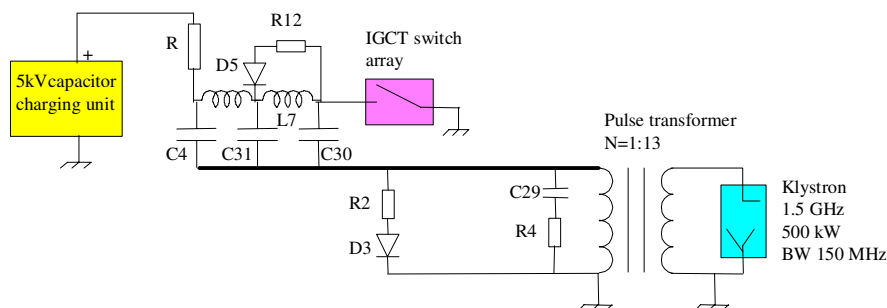 R
R12
IGCT switch
array
+
D5
5kVcapacitor
charging unit
L7
C4
C31
C30
Pulse transformer
N=1:13
R2
C29
D3
R4
Klystron
1.5 GHz
500 kW
BW 150 MHz